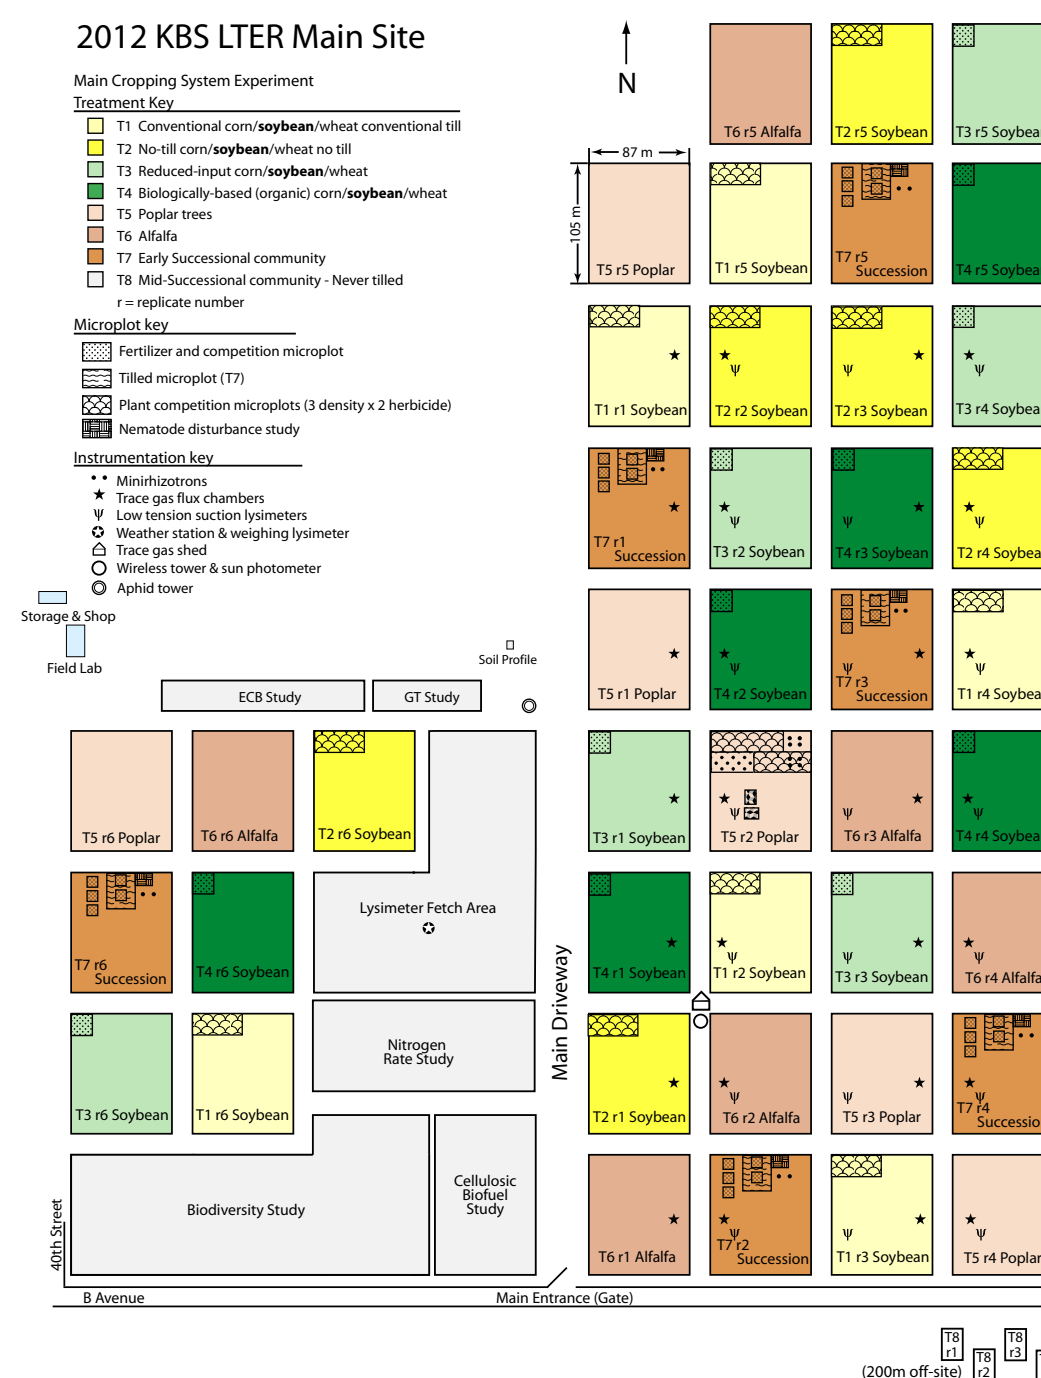 2012 KBS LTER Main Site
Main Cropping System Experiment
Treatment Key
T1 Conventional corn/soybean/wheat conventional till
T2 No-till corn/soybean/wheat no till
T3 Reduced-input corn/soybean/wheat
T4 Biologically-based (organic) corn/soybean/wheat
T5 Poplar trees
T6 Alfalfa
T7 Early Successional community
T8 Mid-Successional community - Never tilled
r = replicate number
Microplot key
Fertilizer and competition microplot
Tilled microplot (T7)
Plant competition microplots (3 density x 2 herbicide)
Nematode disturbance study
Instrumentation key
Minirhizotrons
Trace gas flux chambers
Low tension suction lysimeters
Weather station & weighing lysimeter
Trace gas shed
Wireless tower & sun photometer
Aphid tower
Storage & Shop
Field Lab
Soil Profile
ECB Study
GT Study
N
87 m
105 m
T6 r5 Alfalfa
T2 r5 Soybean
T3 r5 Soybea
T5 r5 Poplar
T1 r5 Soybean
T7 r5
Succession
T4 r5 Soybea
T1 r1 Soybean
T2 r2 Soybean
T2 r3 Soybean
T3 r4 Soybea
T7 r1
Succession
T3 r2 Soybean
T4 r3 Soybean
T2 r4 Soybea
T5 r1 Poplar
T4 r2 Soybean
T7 r3
Succession
T1 r4 Soybea
T5 r6 Poplar
T6 r6 Alfalfa
T2 r6 Soybean
T3 r1 Soybean
T5 r2 Poplar
T6 r3 Alfalfa
T4 r4 Soybea
T7 r6
Succession
T4 r6 Soybean
Lysimeter Fetch Area
Main Driveway
T4 r1 Soybean
T1 r2 Soybean
T3 r3 Soybean
T6 r4 Alfalfa
T3 r6 Soybean
T1 r6 Soybean
Nitrogen
Rate Study
T2 r1 Soybean
T6 r2 Alfalfa
T5 r3 Poplar
T7 r4
Successio
Biodiversity Study
Cellulosic
Biofuel
Study
T6 r1 Alfalfa
T7 r2
Succession
T1 r3 Soybean
T5 r4 Poplar
40th Street
B Avenue
Main Entrance (Gate)
T8
r1
T8
r2
T8
r3
(200m off-site)